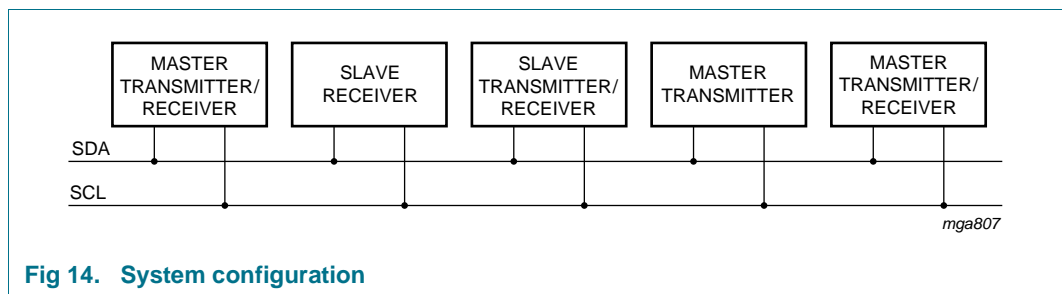 MASTER
TRANSMITTER/
RECEIVER
SLAVE
RECEIVER
SLAVE
TRANSMITTER/
RECEIVER
MASTER
TRANSMITTER
MASTER
TRANSMITTER/
RECEIVER
SDA
SCL
mga807
Fig 14. System configuration